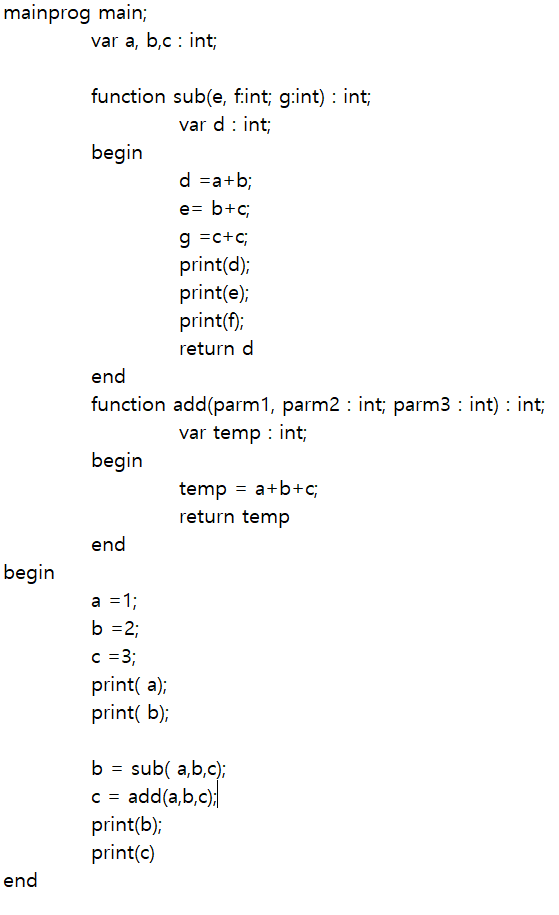 mainprog main;
var a, b,c : int;
function sub(e, f:int; g:int) : int;
var d : int;
begin
d =a+b;
e= b+c;
g =c+c;
print(d);
print(e);
print(f);
return d
end
function add(parm1, parm2 : int; parm3 : int) : int;
var temp : int;
begin
temp = a+b+c;
return temp
end
begin
a =1;
b =2;
c =3;
print( a);
print( b);
b = sub( a,b,c);
c = add(a,b,c);
print(b);
print(c)
end